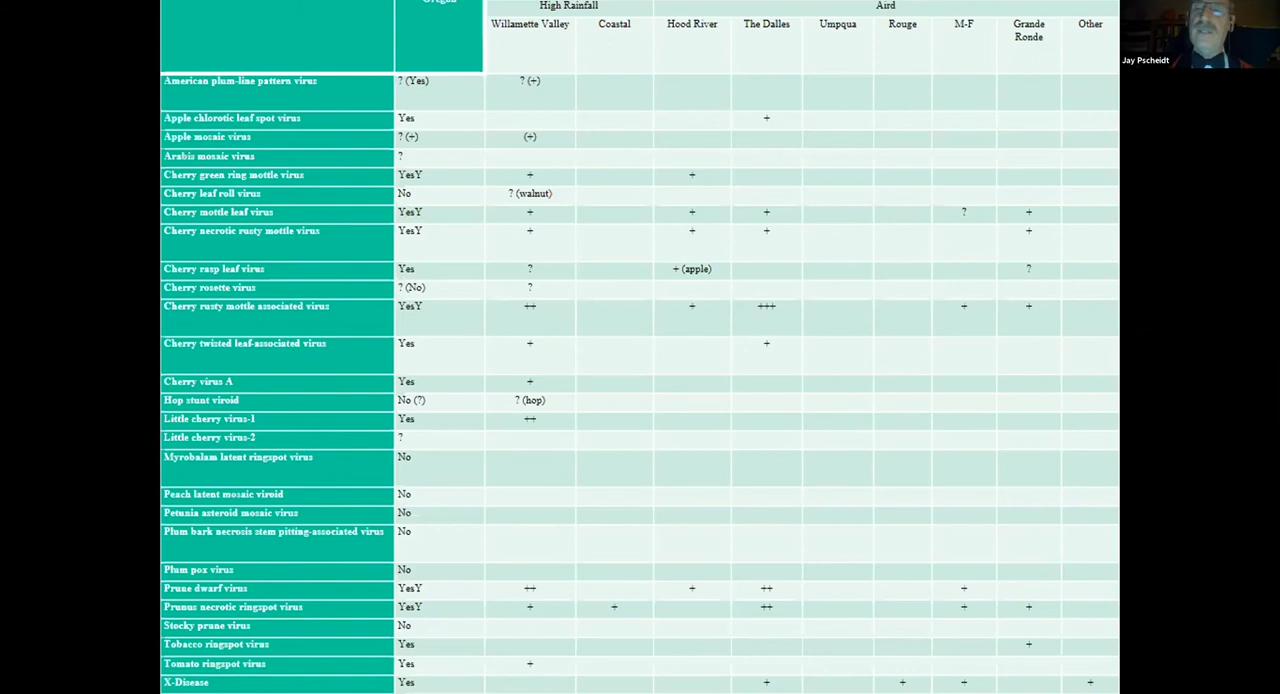 Oregon High Rainfall Aird
Willamette Valley Coastal Hood River The Dalles Umpqua Rouge M-F Grande Ronde Other
American plum-line pattern virus ? (Yes) ? (+)
Apple chlorotic leaf spot virus Yes +
Apple mosaic virus ? (+) (+)
Arabis mosaic virus ?
Cherry green ring mottle virus YesY + +
Cherry leaf roll virus No ? (walnut)
Cherry mottle leaf virus YesY + + + ? +
Cherry necrotic rusty mottle virus YesY + + + +
Cherry rasp leaf virus Yes ? + (apple) ?
Cherry rosette virus ? (No) ?
Cherry rusty mottle associated virus YesY ++ + +++ + +
Cherry twisted leaf-associated virus Yes + +
Cherry virus A Yes +
Hop stunt viroid No (?) ? (hop)
Little cherry virus-1 Yes ++
Little cherry virus-2 ?
Myrobalam latent ringspot virus No
Peach latent mosaic viroid No
Petunia asteroid mosaic virus No
Plum bark necrosis stem pitting-associated virus No
Plum pox virus No
Prune dwarf virus YesY ++ + ++ +
Prunus necrotic ringspot virus YesY + + ++ + +
Stocky prune virus No
Tobacco ringspot virus Yes +
Tomato ringspot virus Yes +
X-Disease Yes + + + +
Jay Pscheidt